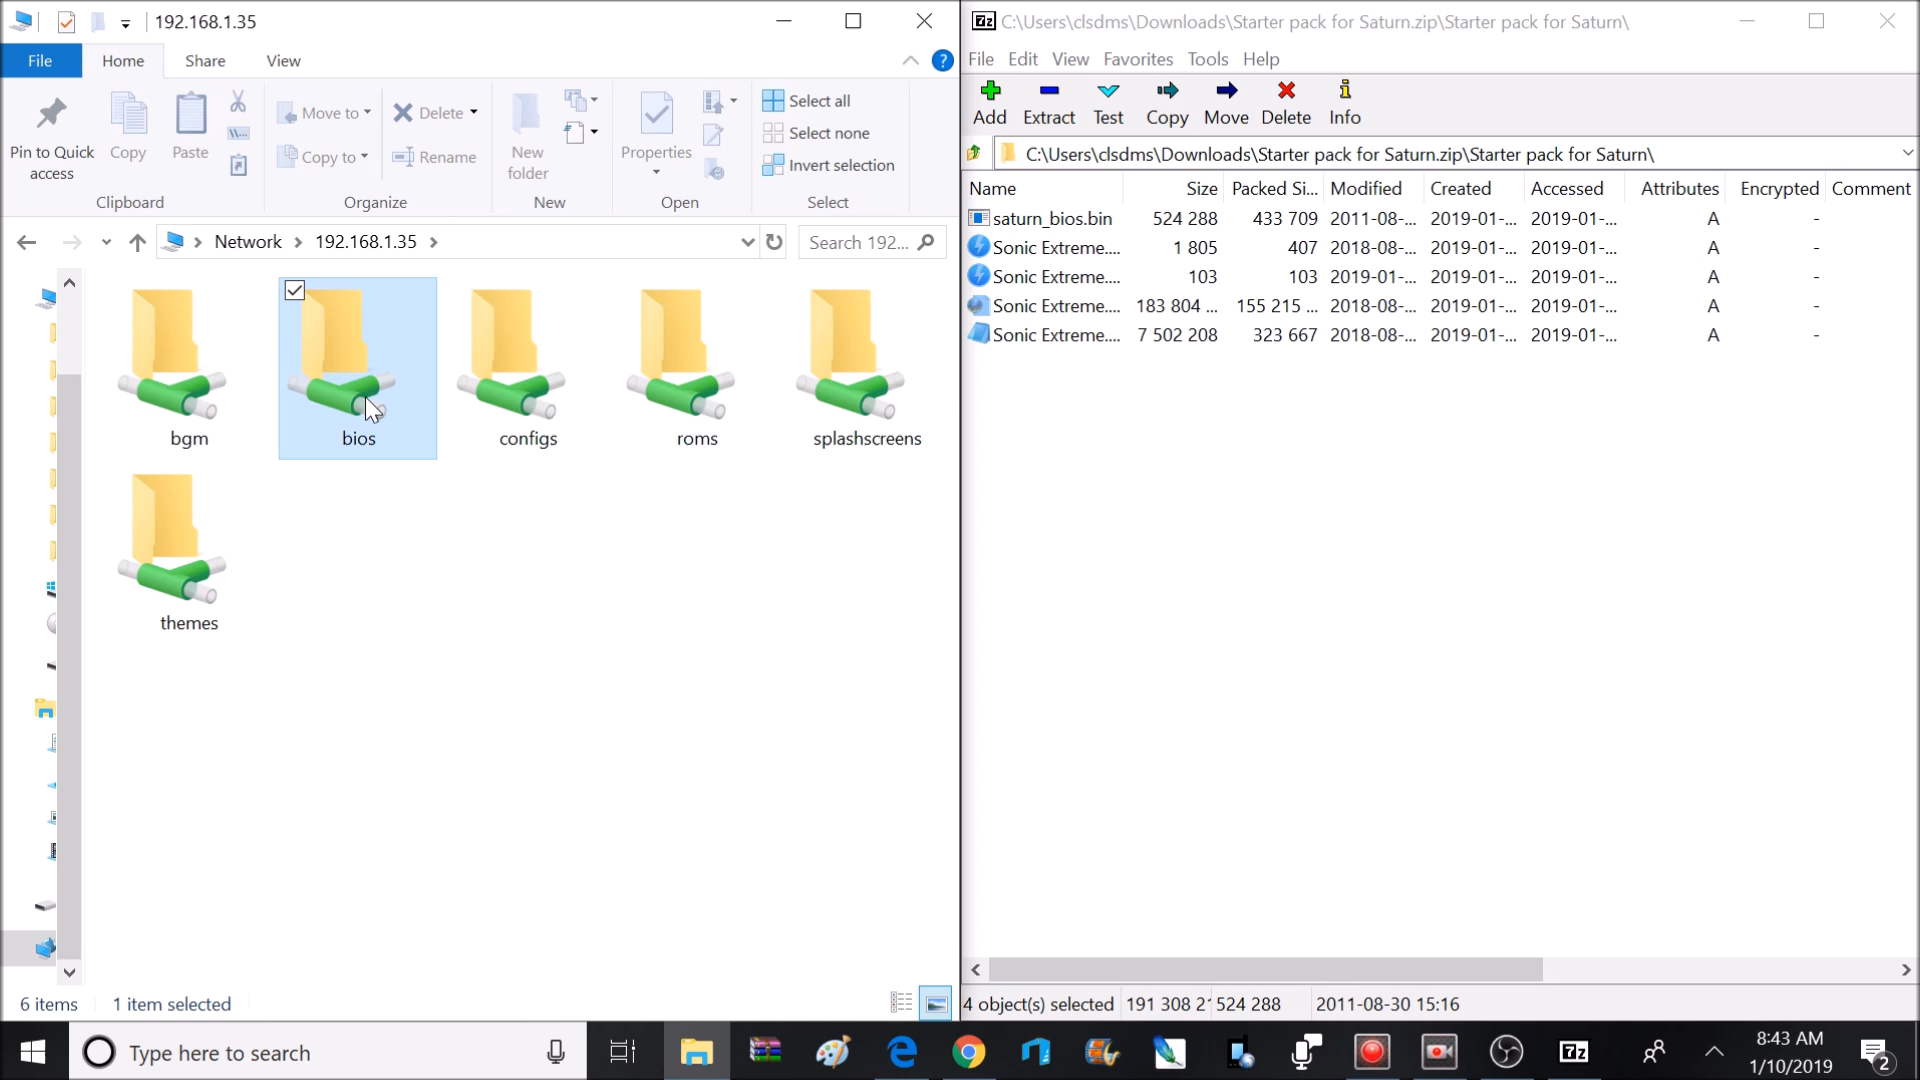 192.168.1.35
File Home Share View
Pin to Quick access
Copy
Paste
Move to
Copy to
Delete
Rename
New folder
Properties
Select all
Select none
Invert selection
Clipboard Organize New Open Select
Network 192.168.1.35
Search 192...
bgm
bios
configs
roms
splashscreens
themes
6 items 1 item selected
7z C:\Users\clsdms\Downloads\Starter pack for Saturn.zip\Starter pack for Saturn\
File Edit View Favorites Tools Help
Add Extract Test Copy Move Delete Info
C:\Users\clsdms\Downloads\Starter pack for Saturn.zip\Starter pack for Saturn\
Name Size Packed Si... Modified Created Accessed Attributes Encrypted Comment
saturn_bios.bin 524 288 433 709 2011-08-... 2019-01-... 2019-01-... A -
Sonic Extreme.... 1 805 407 2018-08-... 2019-01-... 2019-01-... A -
Sonic Extreme.... 103 103 2019-01-... 2019-01-... 2019-01-... A -
Sonic Extreme.... 183 804 ... 155 215 ... 2018-08-... 2019-01-... 2019-01-... A -
Sonic Extreme.... 7 502 208 323 667 2018-08-... 2019-01-... 2019-01-... A -
4 object(s) selected 191 308 2 524 288 2011-08-30 15:16
Type here to search
7z
8:43 AM
1/10/2019
2